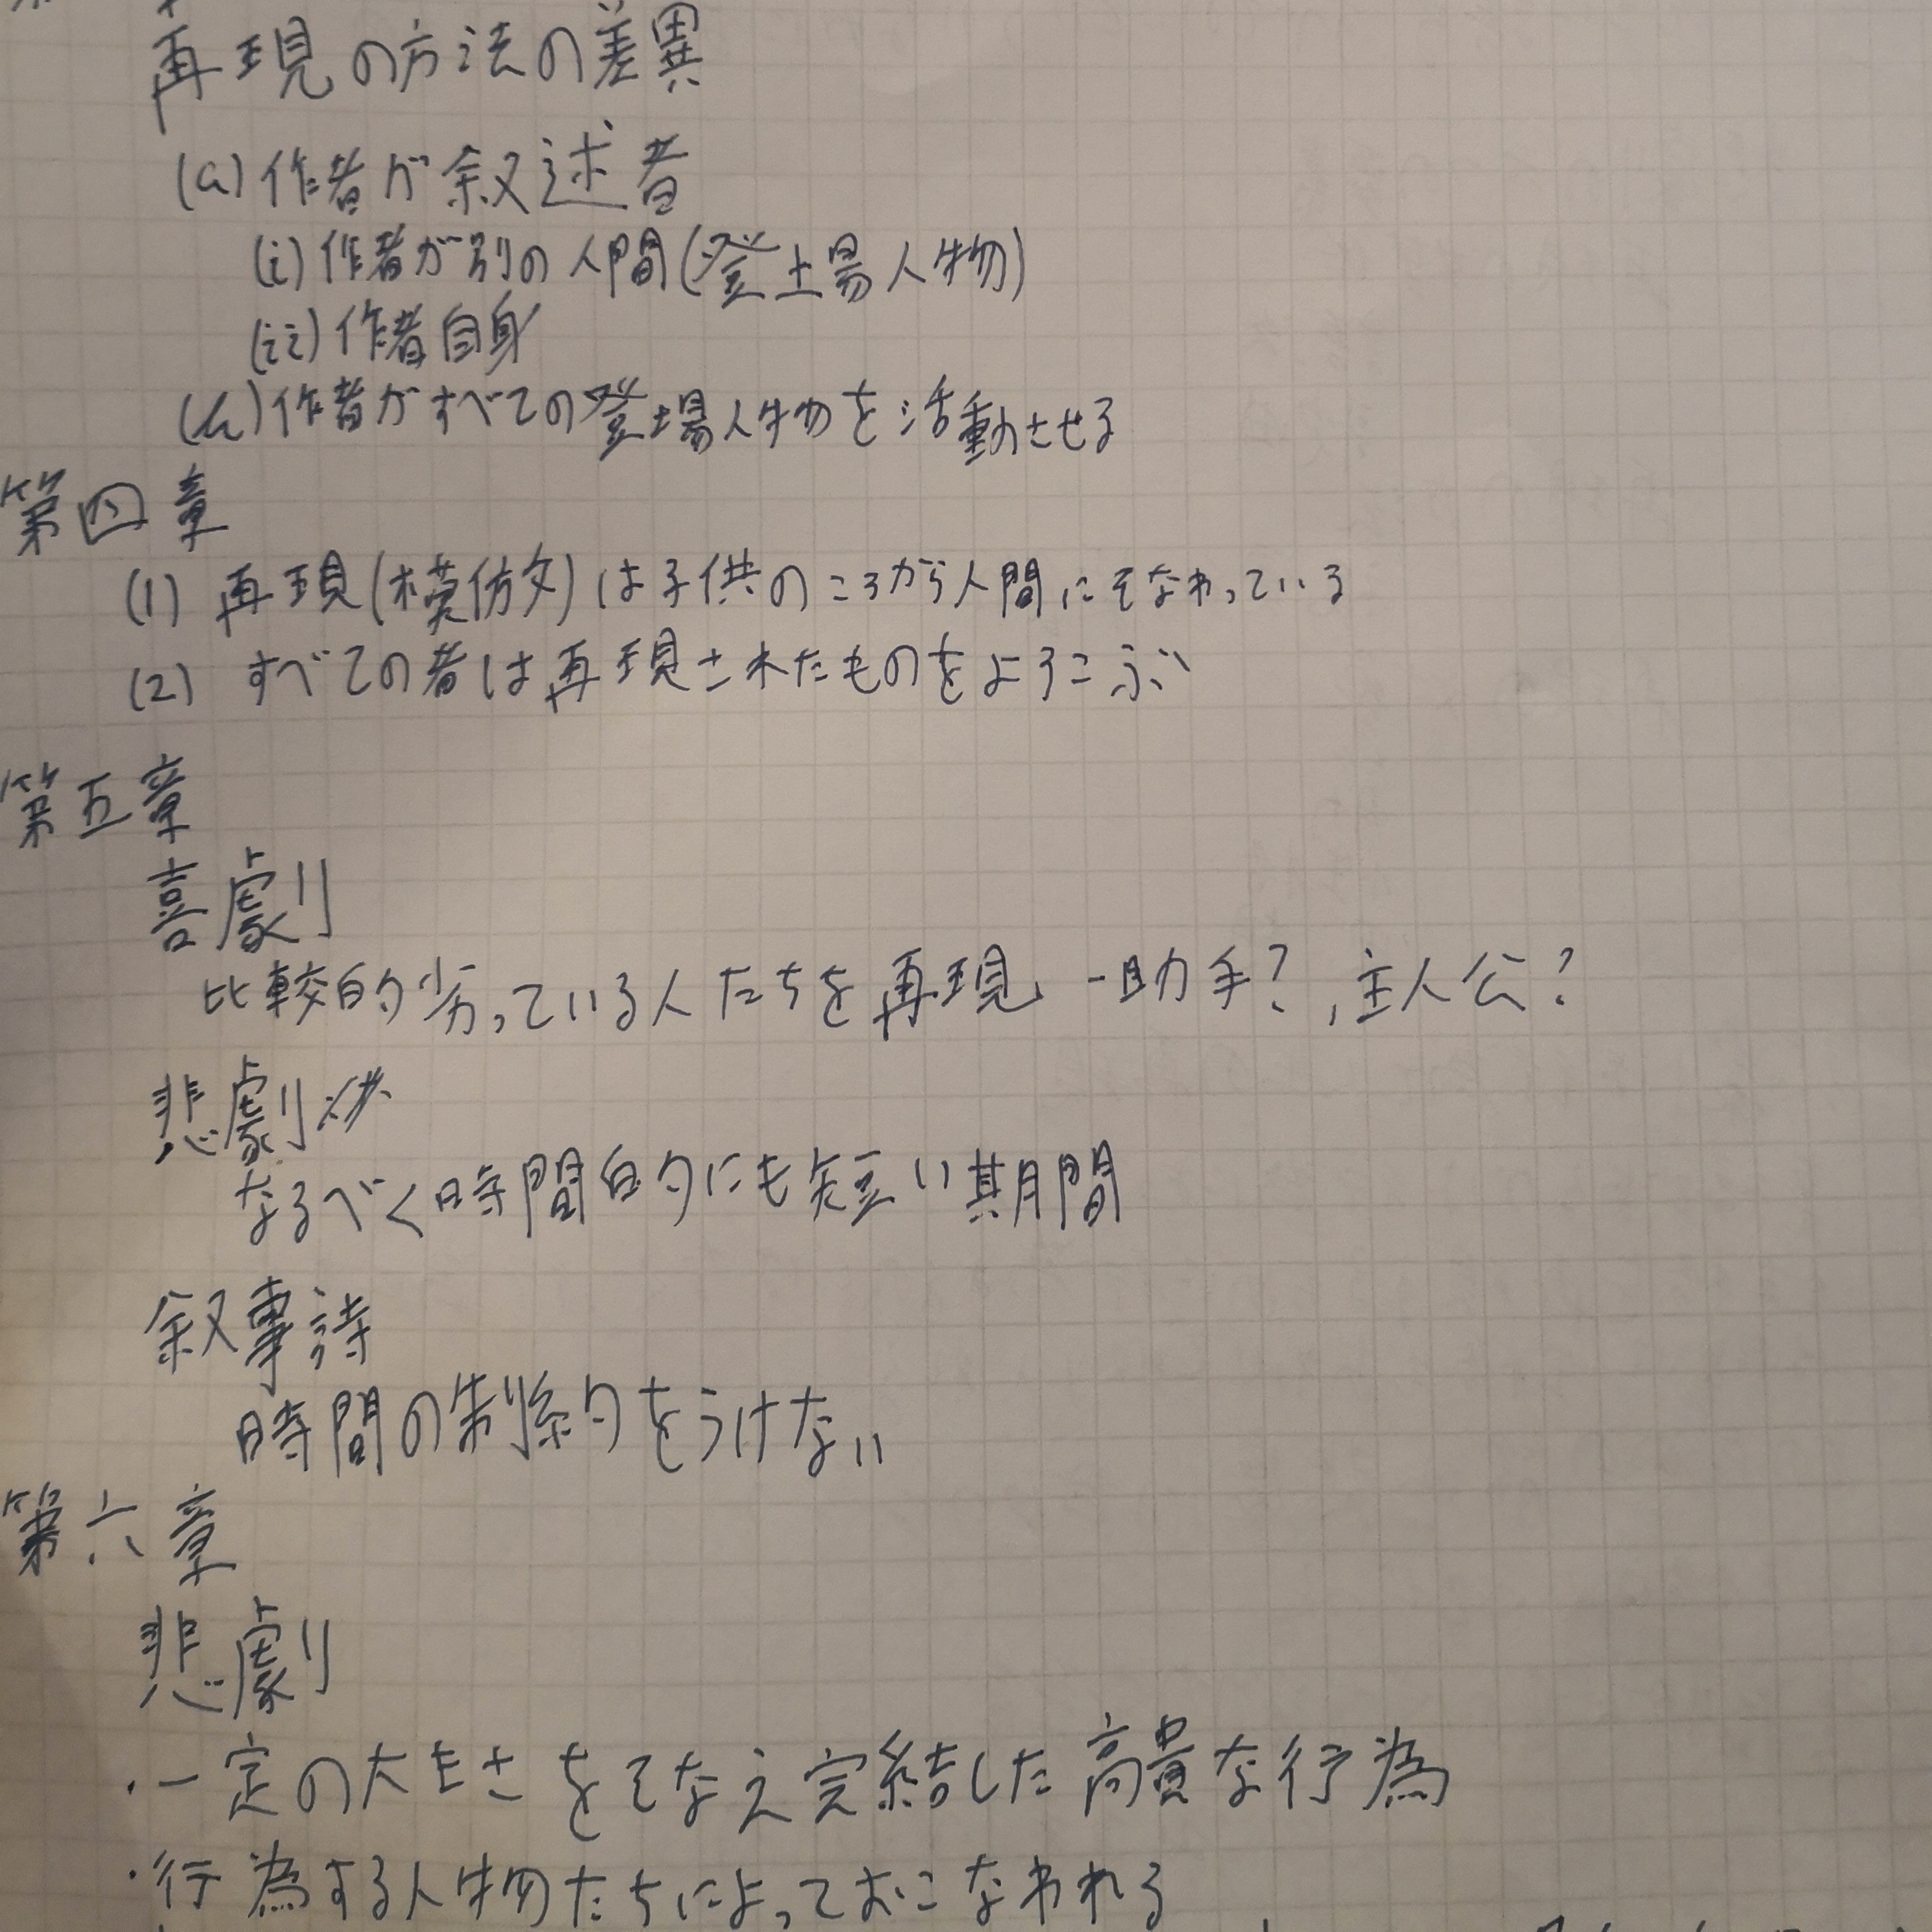 再現の方法の差異
(a) 作者が叙述者
(i) 作者が別の人間(登場人物)
(ii) 作者自身
(b) 作者がすべての登場人物を活動させる
第四章
(1) 再現(模倣)は子供のころから人間にそなわっている
(2) すべての者は再現されたものをよろこぶ
第五章
喜劇
比較的劣っている人たちを再現 -助手?,主人公?
悲劇
なるべく時間的にも短い期間
叙事詩
時間の制約をうけない
第六章
悲劇
・一定の大きさをそなえ完結した高貴な行為
・行為する人物たちによっておこなわれる